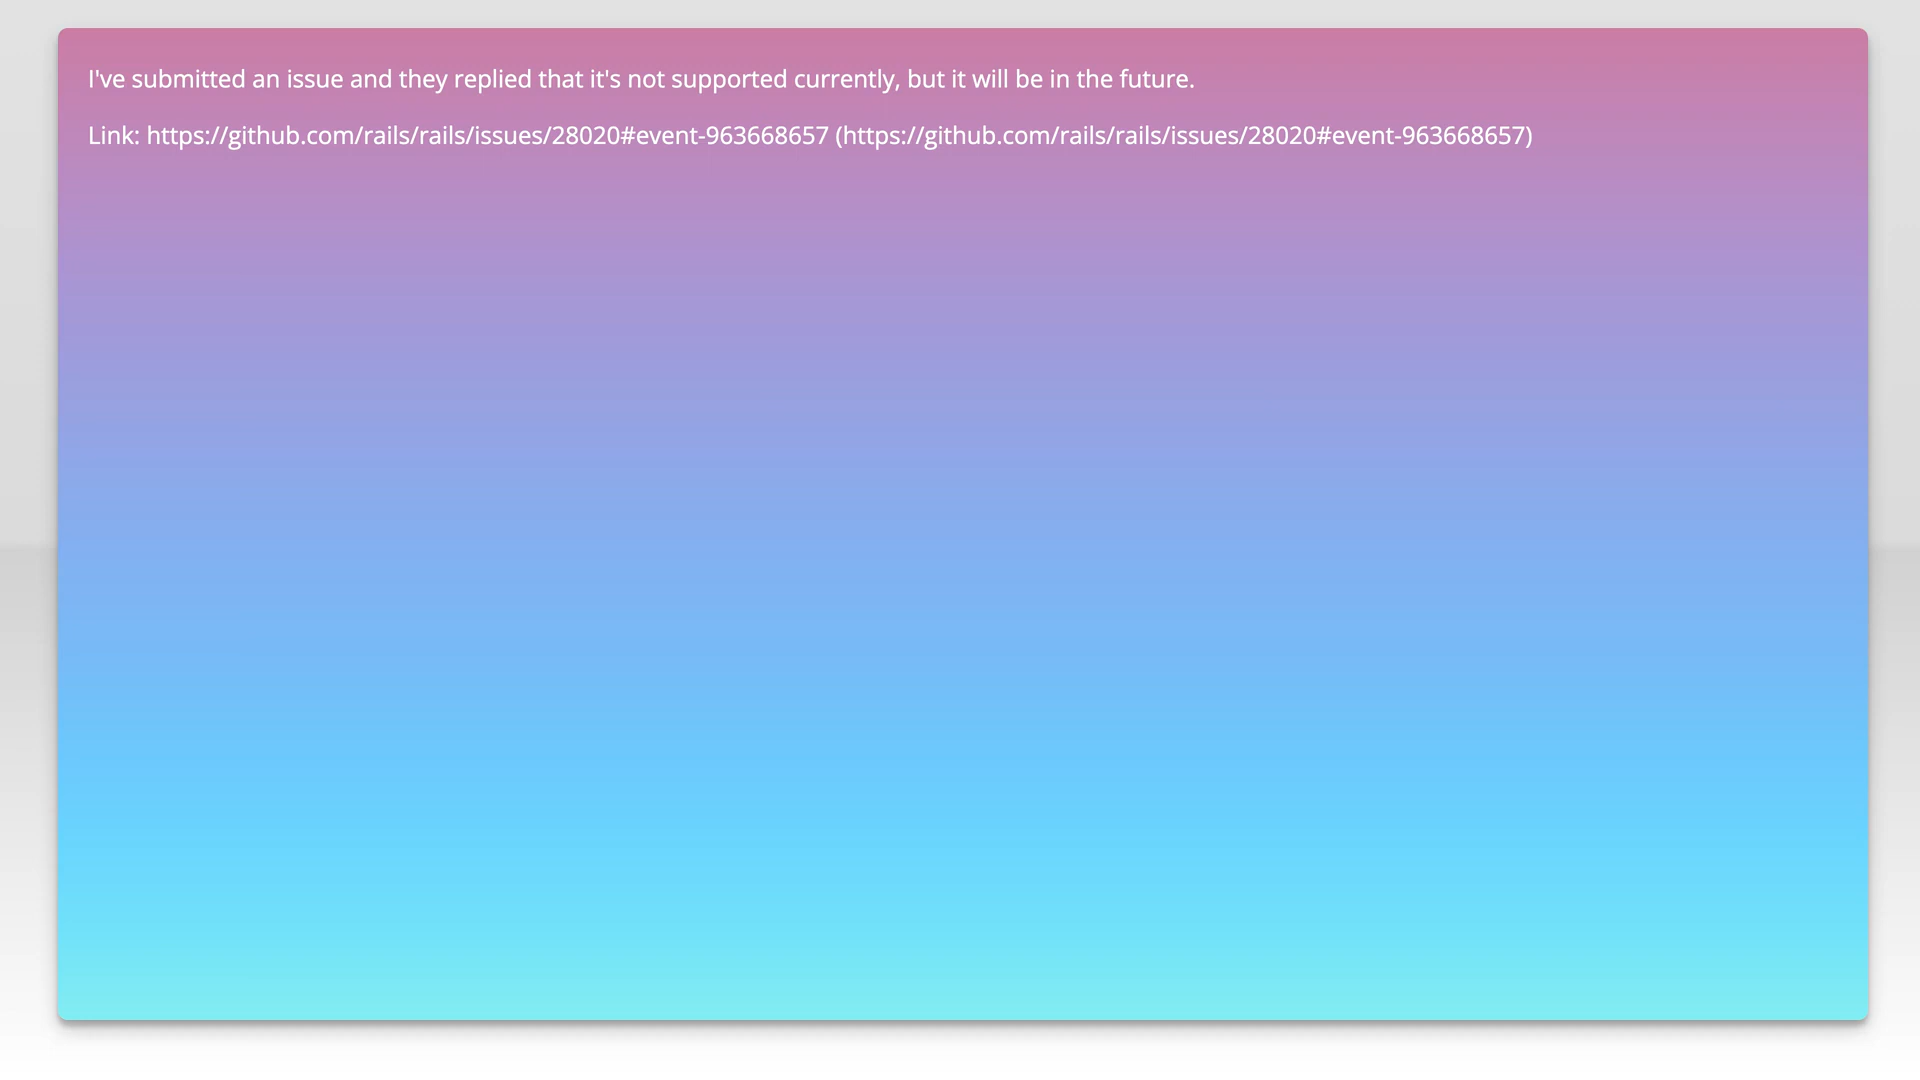 I've submitted an issue and they replied that it's not supported currently, but it will be in the future.
Link: https://github.com/rails/rails/issues/28020#event-963668657 (https://github.com/rails/rails/issues/28020#event-963668657)